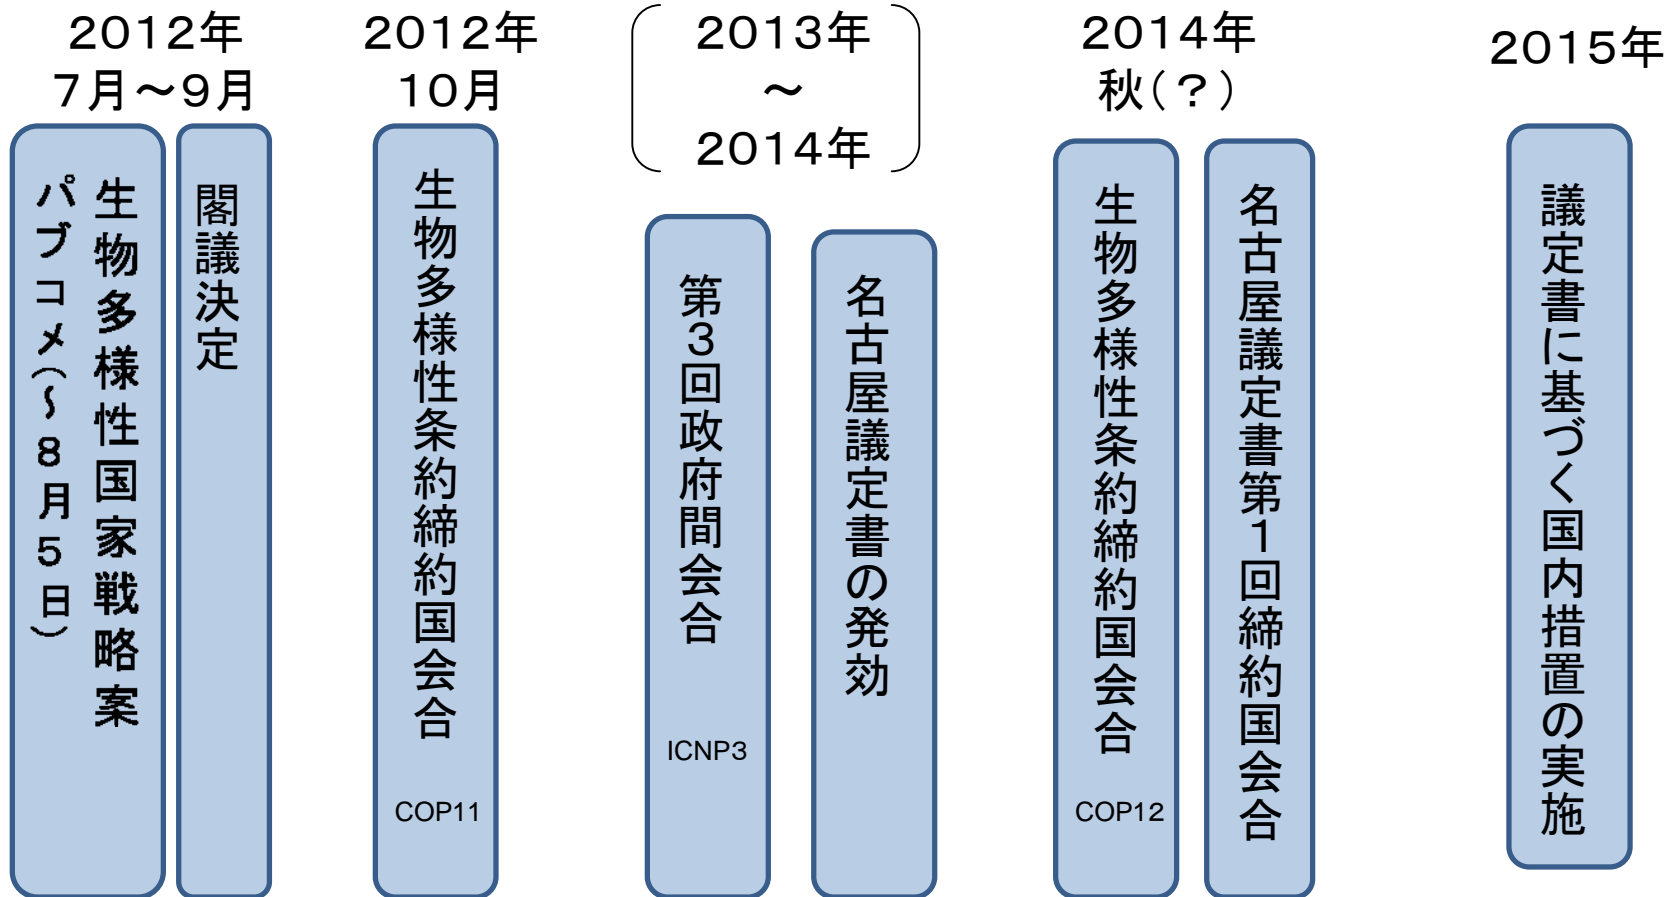 2012年
7月～9月
生物多様性国家戦略案
パブコメ(～8月5日)
閣議決定
2012年
10月
生物多様性条約締約国会合
COP11
2013年
～
2014年
第3回政府間会合
ICNP3
名古屋議定書の発効
2014年
秋(?)
生物多様性条約締約国会合
COP12
名古屋議定書第1回締約国会合
2015年
議定書に基づく国内措置の実施